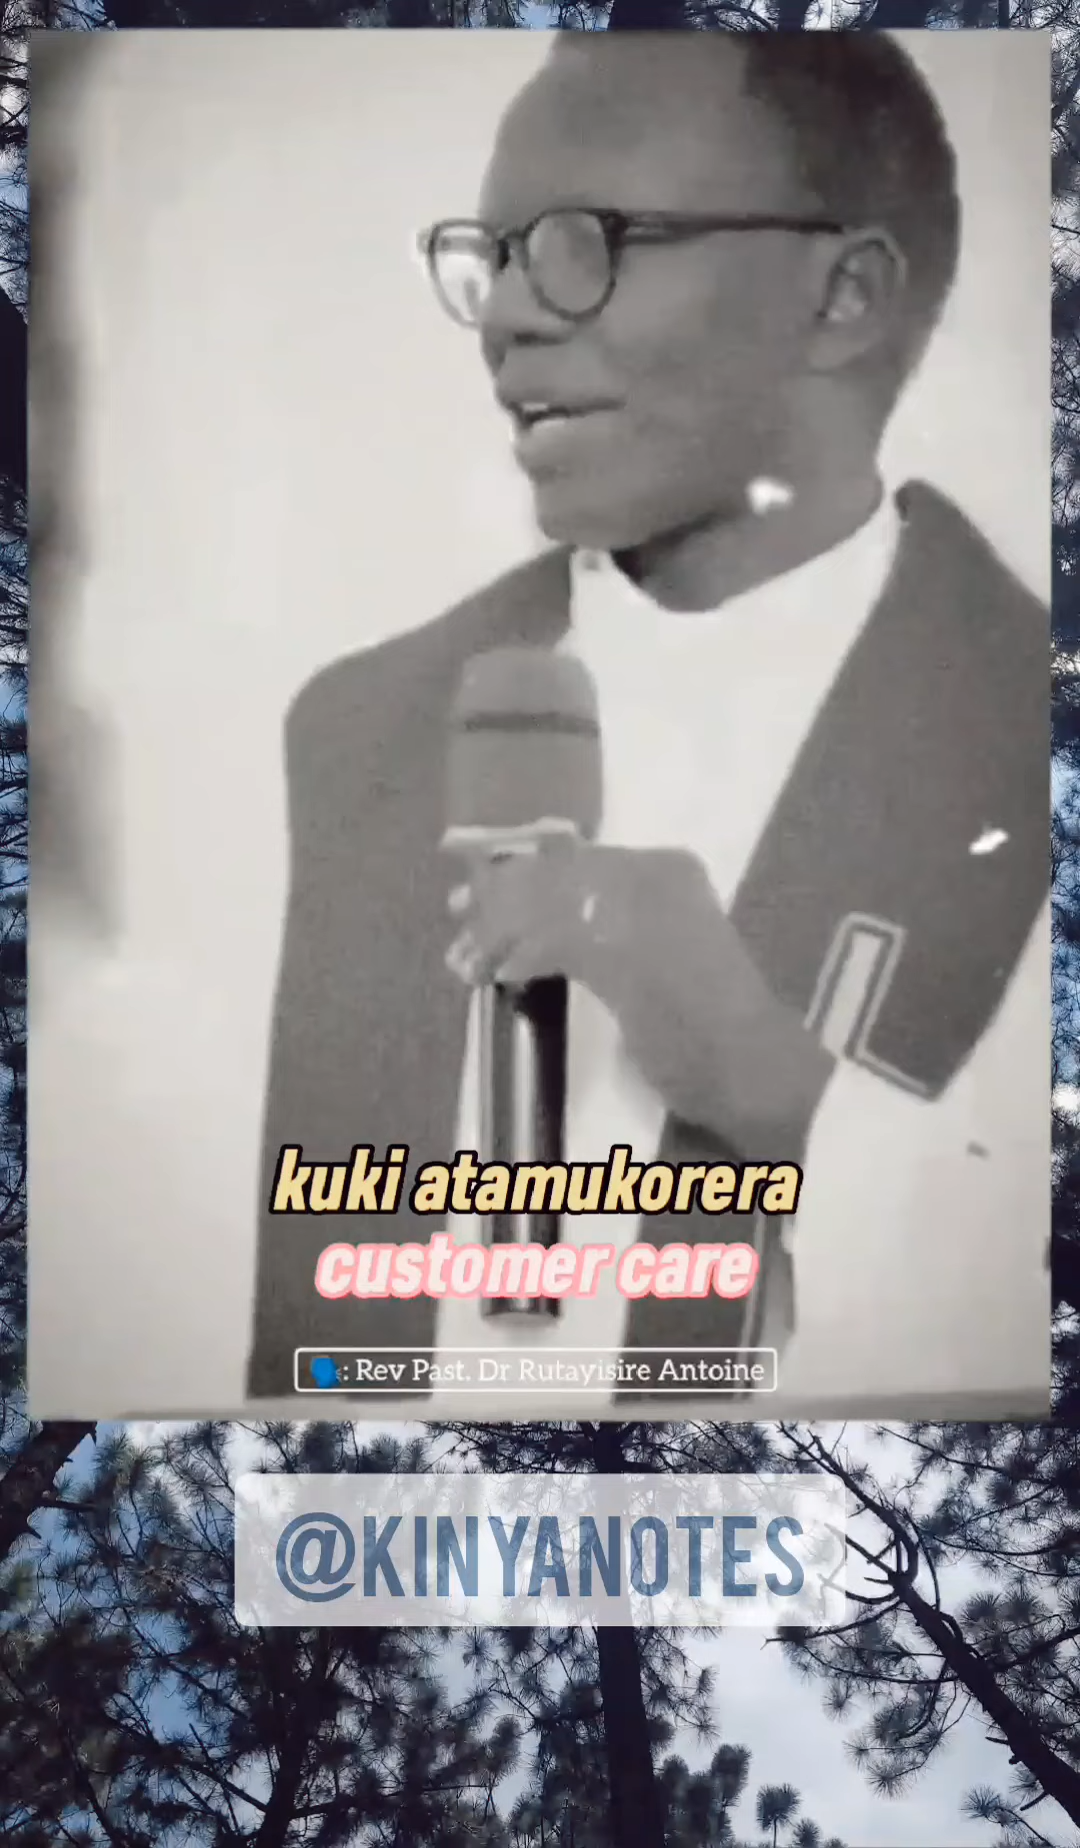 kuki atamukorera
customer care
🗣: Rev Past. Dr Rutayisire Antoine
@KINYANOTES